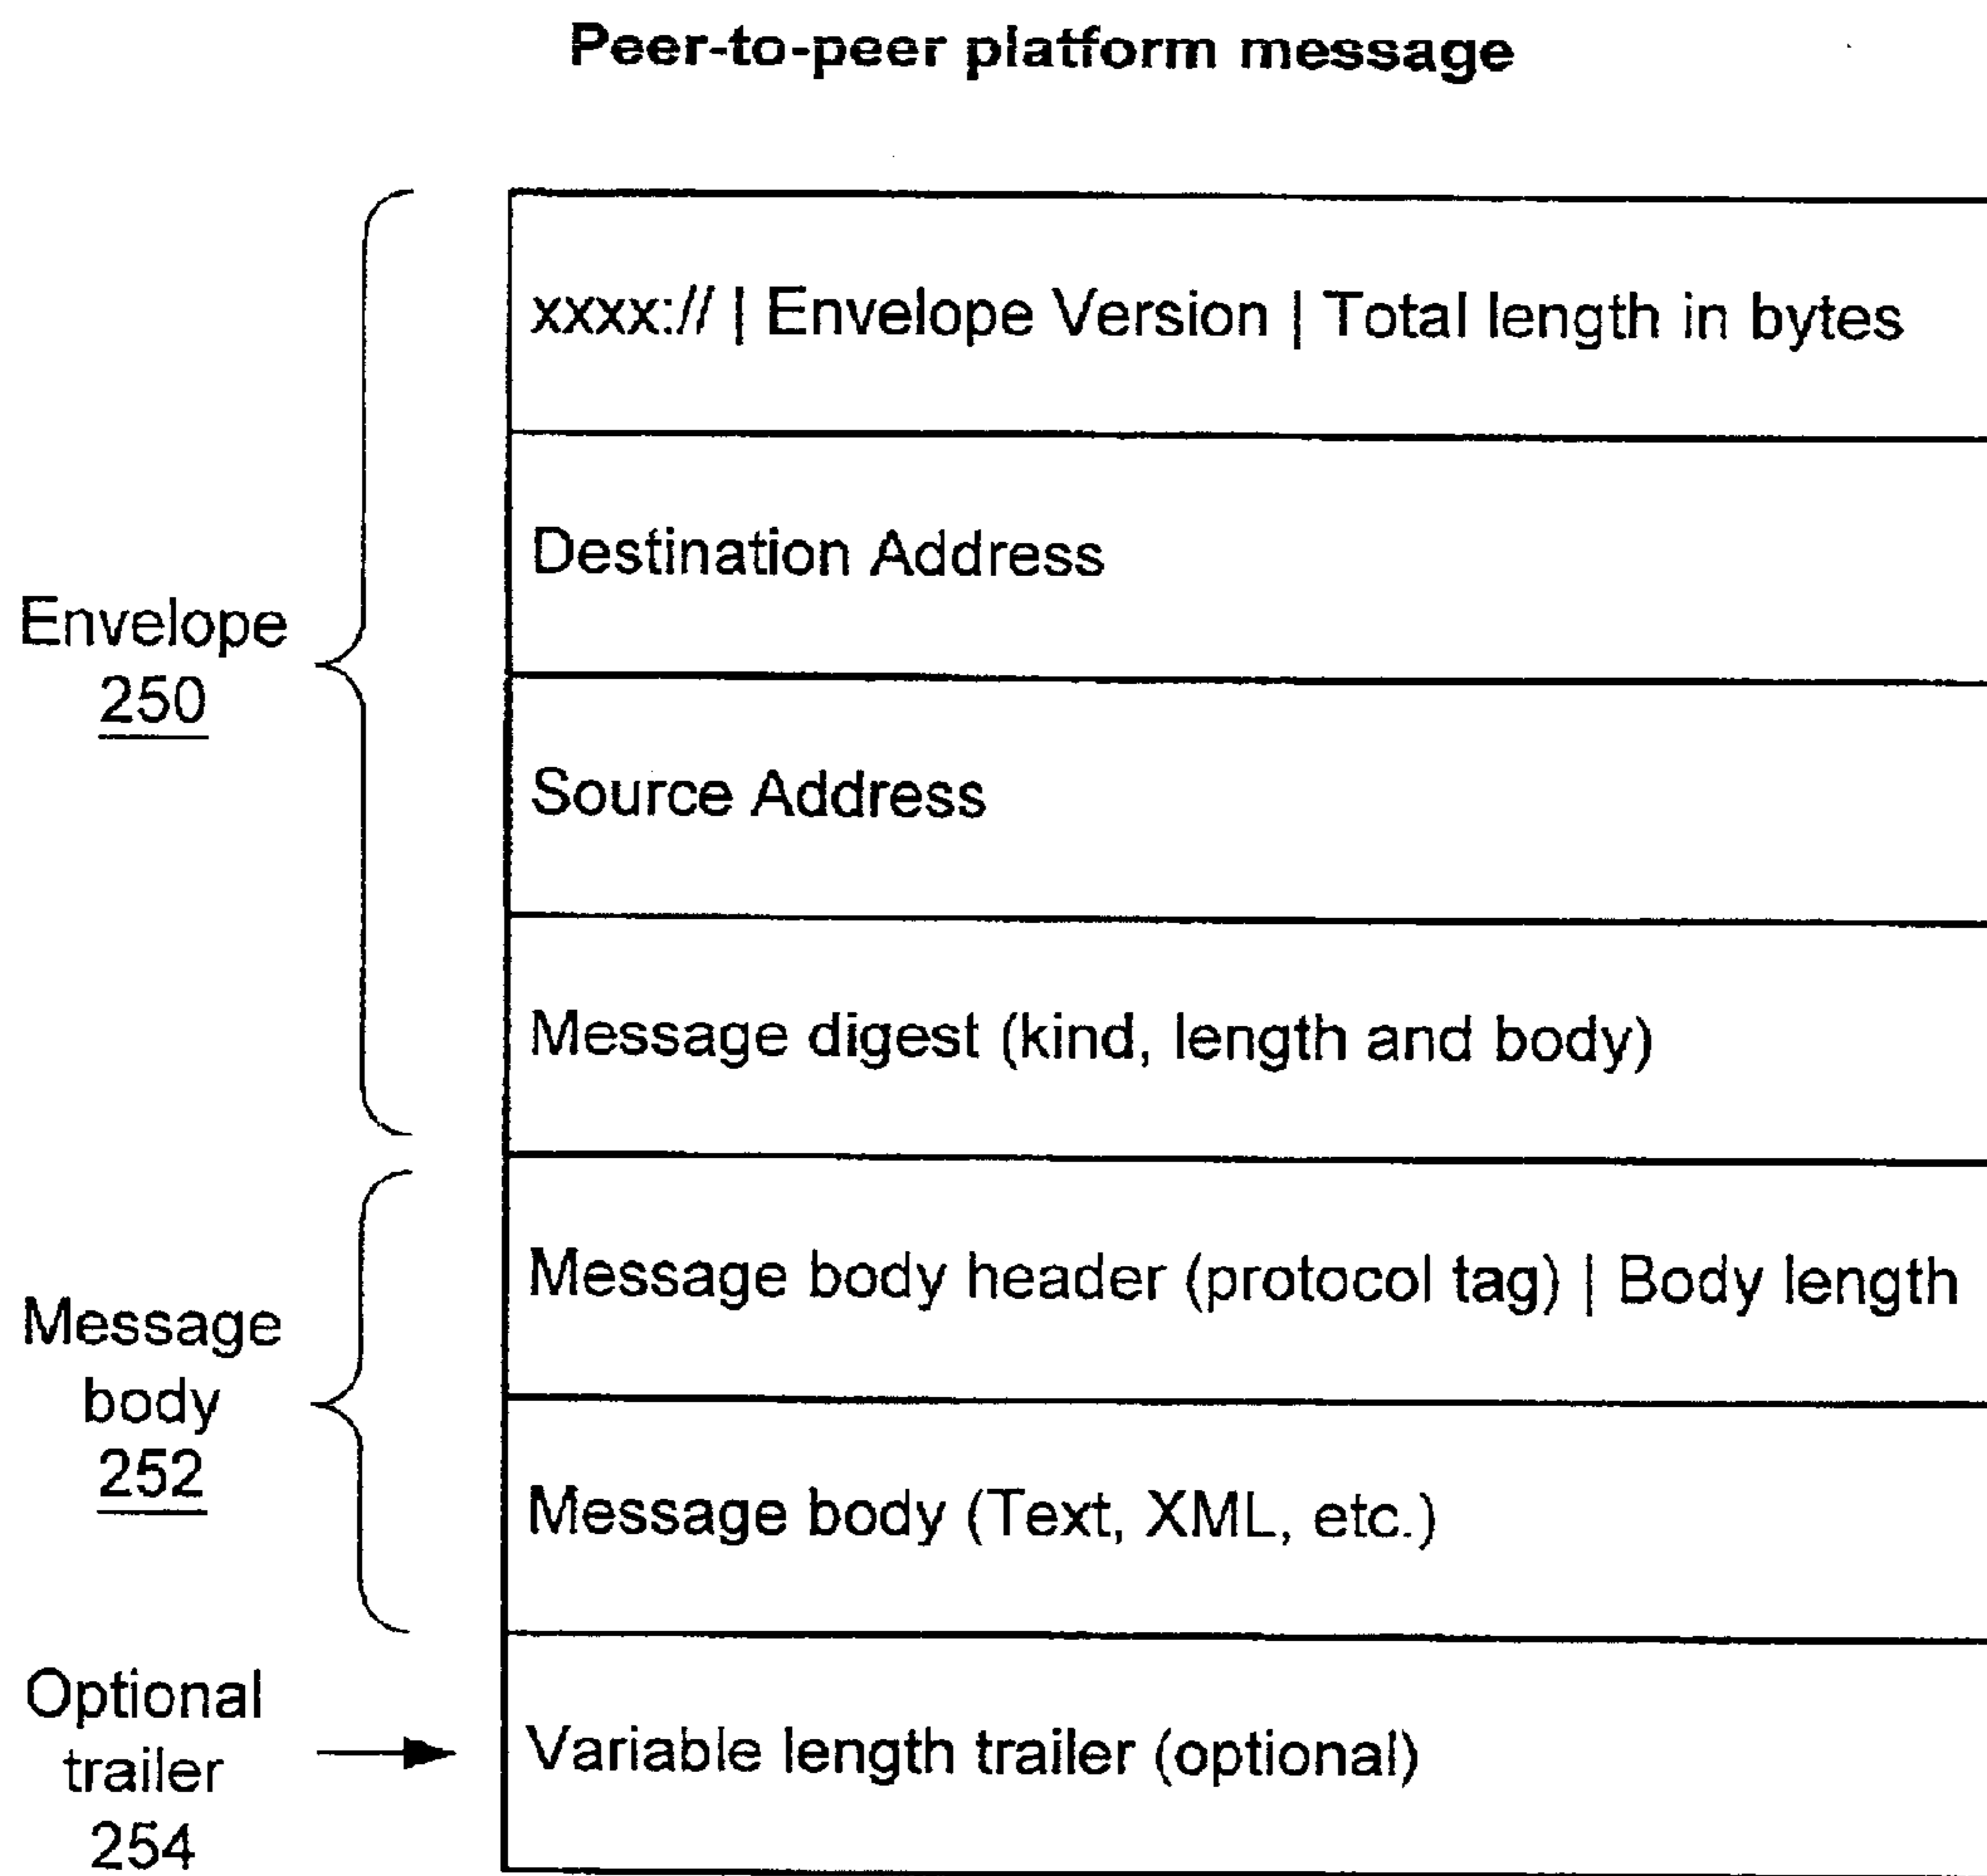 Peer-to-peer platform message
xxxx:// | Envelope Version | Total length in bytes
Destination Address
Source Address
Message digest (kind, length and body)
Envelope
250
Message body header (protocol tag) | Body length
Message body (Text, XML, etc.)
Message
body
252
Variable length trailer (optional)
Optional
trailer
254